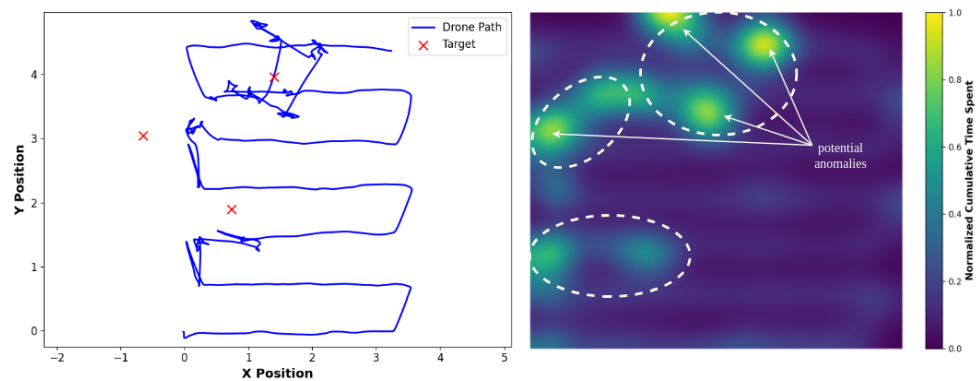 Drone Path
Target
Y Position
4
3
2
1
0
−2
−1
0
1
2
3
4
5
X Position
potential
anomalies
1.0
0.8
0.6
0.4
0.2
0.0
Normalized Cumulative Time Spent